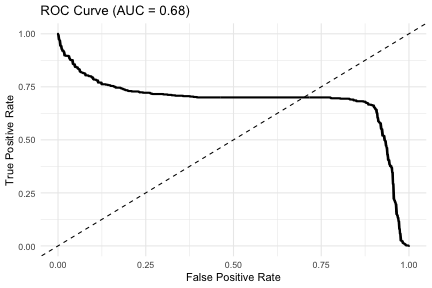 ROC Curve (AUC = 0.68)
True Positive Rate
1.00
0.75
0.50
0.25
0.00
0.00 0.25 0.50 0.75 1.00
False Positive Rate